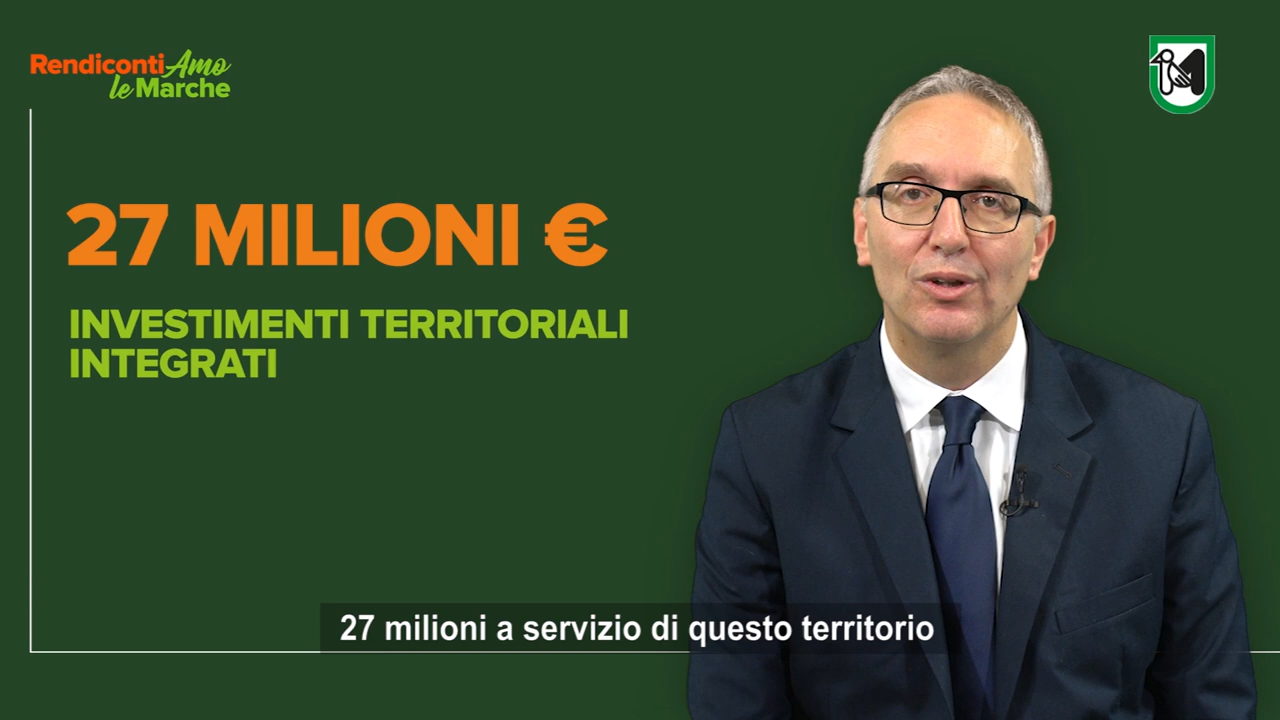 RendicontiAmo
le Marche
27 MILIONI €
INVESTIMENTI TERRITORIALI
INTEGRATI
27 milioni a servizio di questo territorio